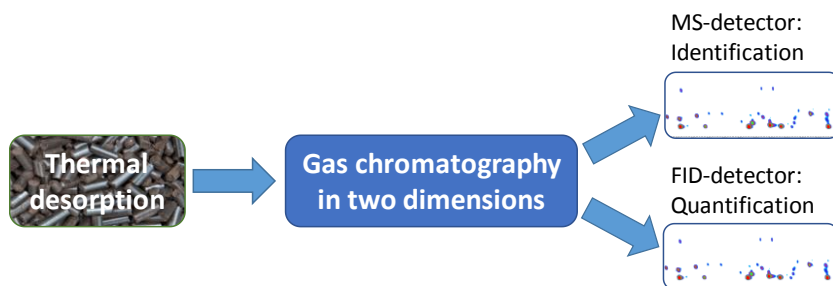 MS-detector:
Identification
Thermal
desorption
Gas chromatography
in two dimensions
FID-detector:
Quantification